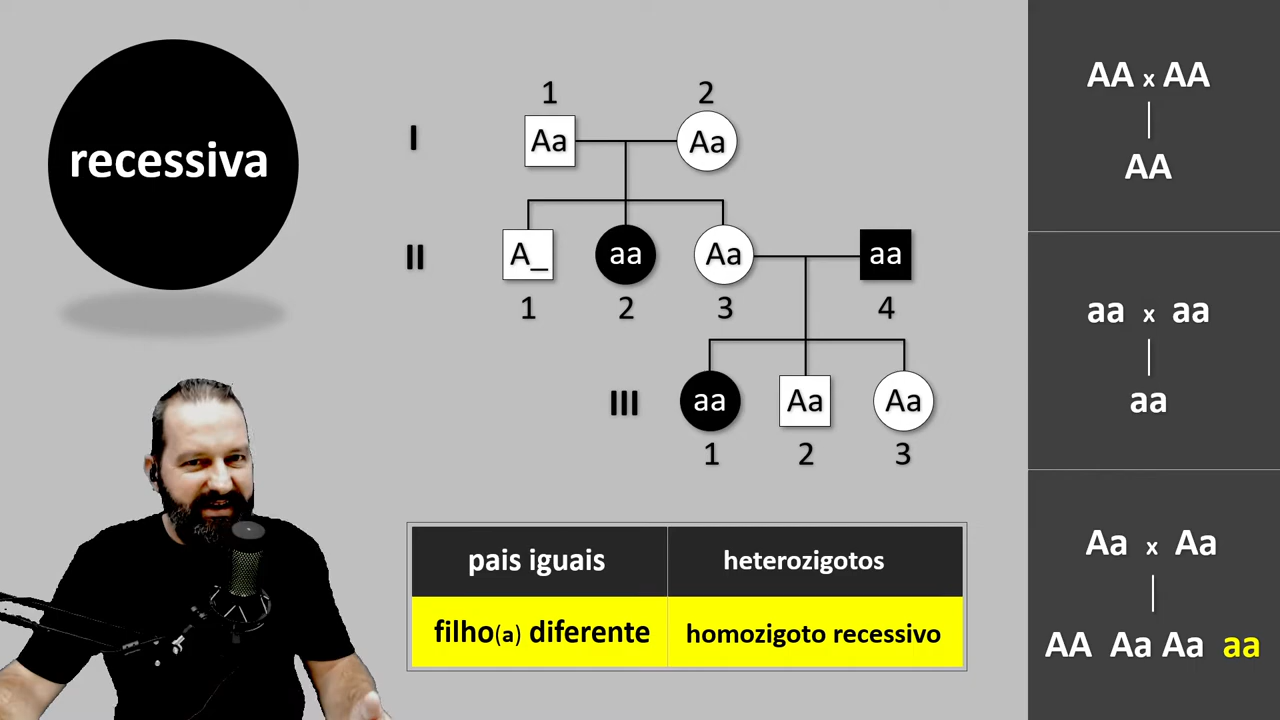 recessiva
1 2
I Aa Aa
II A_ aa Aa aa
1 2 3 4
III aa Aa Aa
1 2 3
pais iguais heterozigotos
filho(a) diferente homozigoto recessivo
AA x AA
AA
aa x aa
aa
Aa x Aa
AA Aa Aa aa